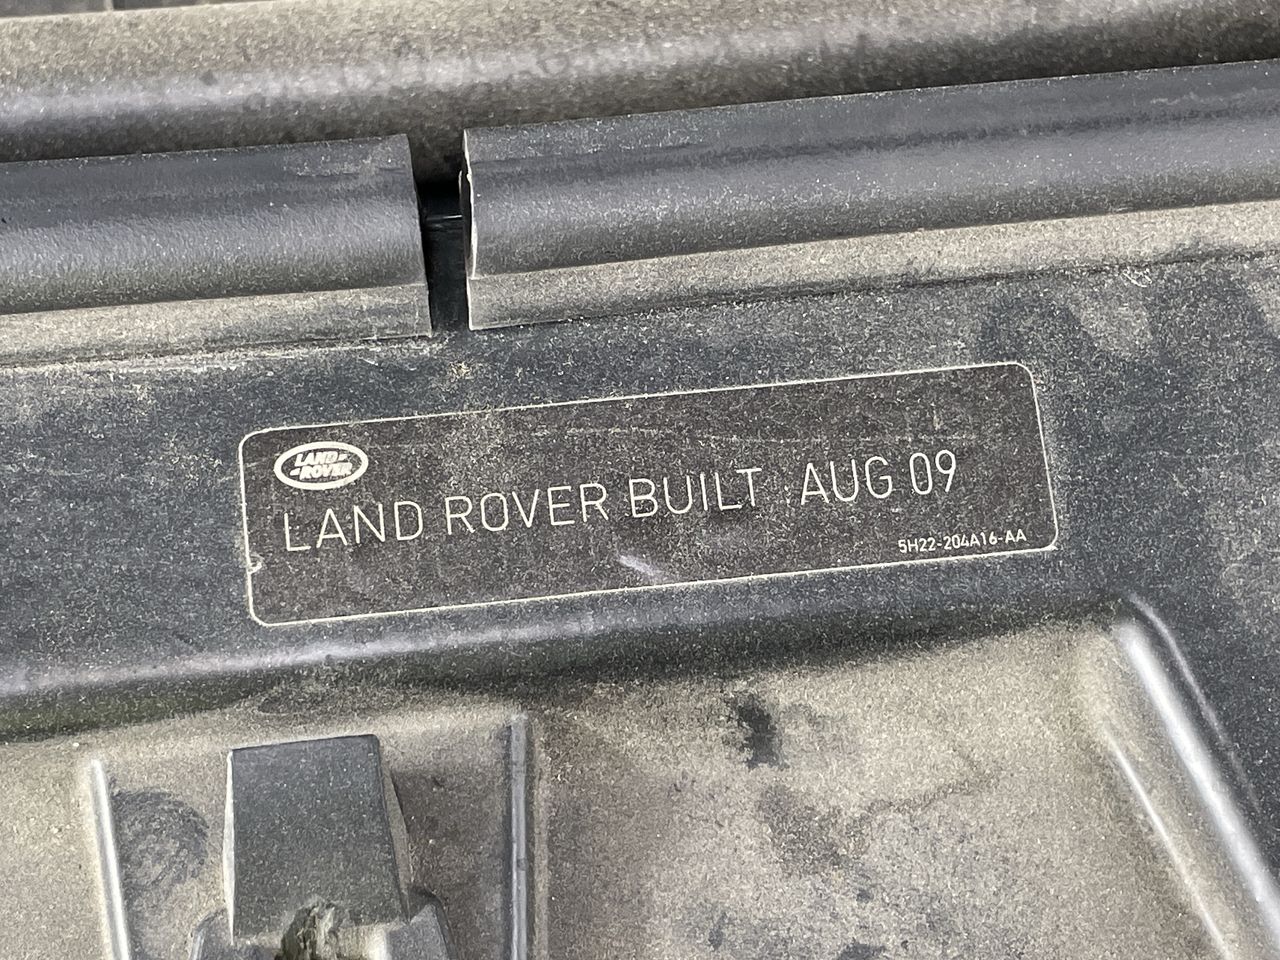 LAND
ROVER
LAND ROVER BUILT AUG 09
5H22-204A16-AA